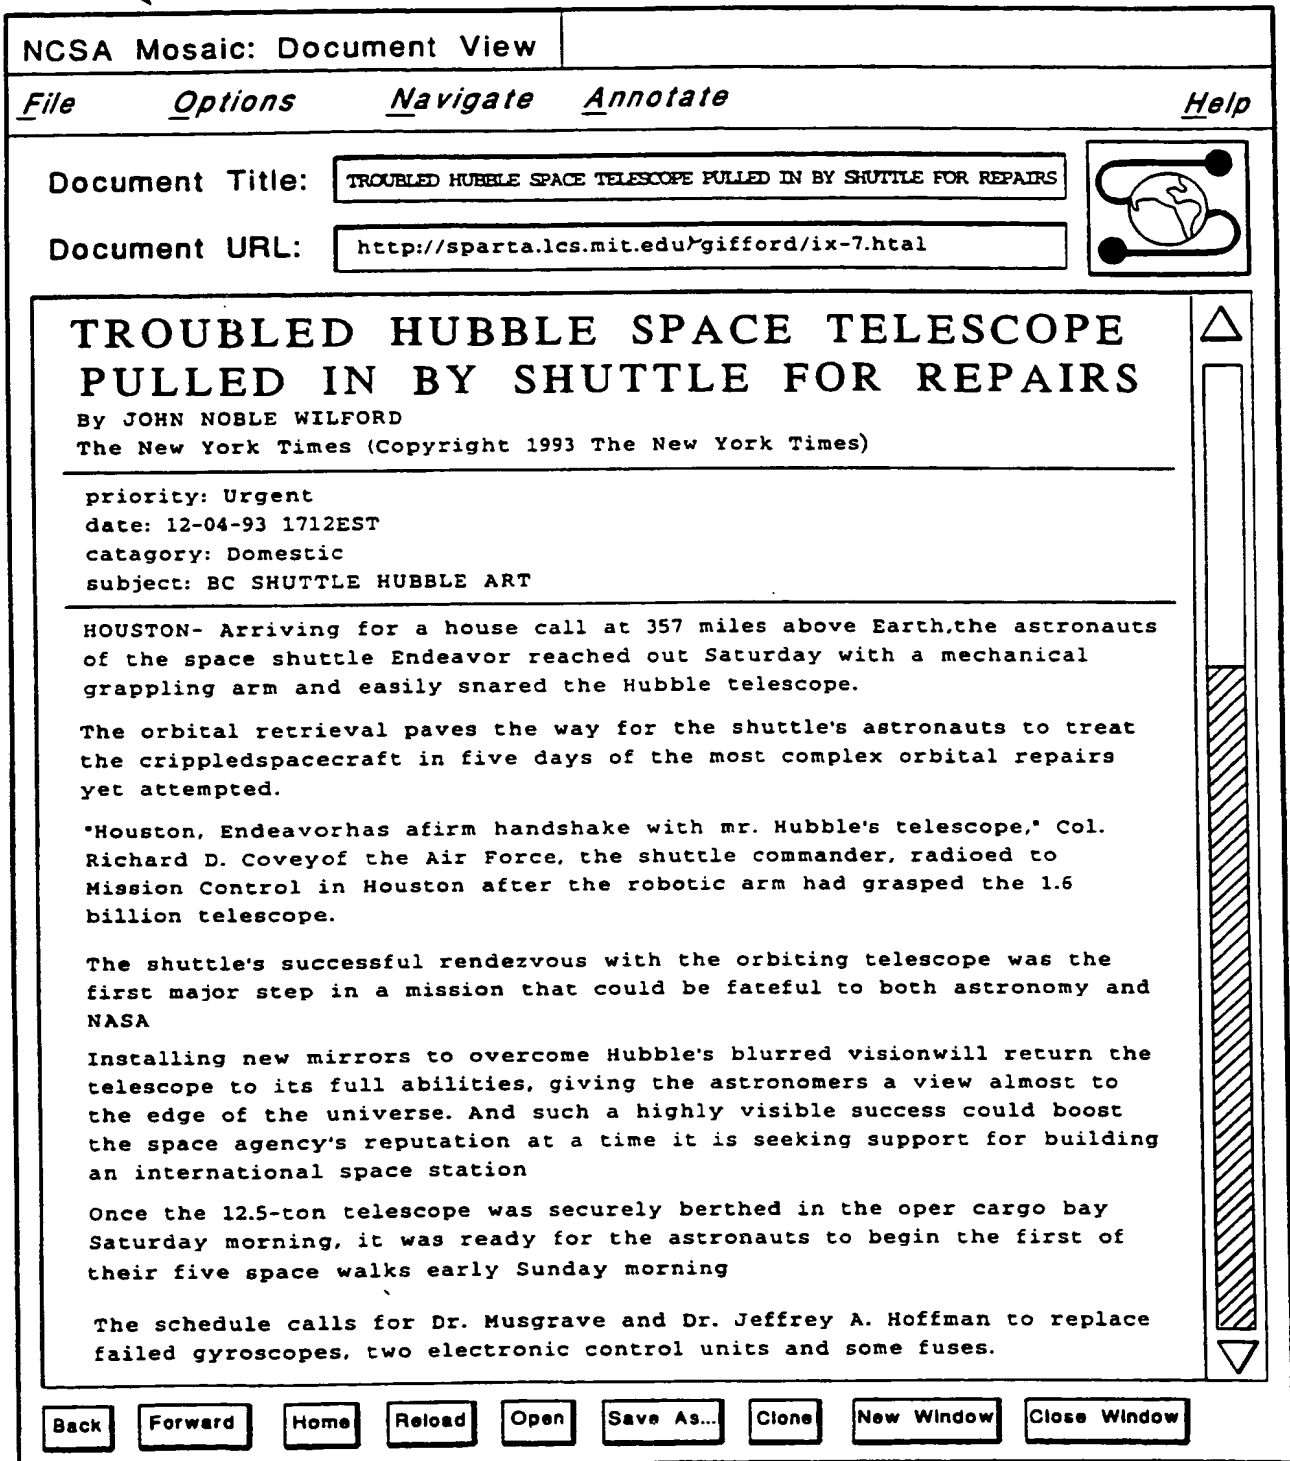 NCSA Mosaic: Document View
File Options Navigate Annotate Help
Document Title: TROUBLED HUBBLE SPACE TELESCOPE PULLED IN BY SHUTTLE FOR REPAIRS
Document URL: http://sparta.lcs.mit.edu/~gifford/ix-7.htal
TROUBLED HUBBLE SPACE TELESCOPE
PULLED IN BY SHUTTLE FOR REPAIRS
By JOHN NOBLE WILFORD
The New York Times (Copyright 1993 The New York Times)
priority: Urgent
date: 12-04-93 1712EST
catagory: Domestic
subject: BC SHUTTLE HUBBLE ART
HOUSTON- Arriving for a house call at 357 miles above Earth,the astronauts
of the space shuttle Endeavor reached out Saturday with a mechanical
grappling arm and easily snared the Hubble telescope.
The orbital retrieval paves the way for the shuttle's astronauts to treat
the crippledspacecraft in five days of the most complex orbital repairs
yet attempted.
"Houston, Endeavorhas afirm handshake with mr. Hubble's telescope," Col.
Richard D. Coveyof the Air Force, the shuttle commander, radioed to
Mission Control in Houston after the robotic arm had grasped the 1.6
billion telescope.
The shuttle's successful rendezvous with the orbiting telescope was the
first major step in a mission that could be fateful to both astronomy and
NASA
Installing new mirrors to overcome Hubble's blurred visionwill return the
telescope to its full abilities, giving the astronomers a view almost to
the edge of the universe. And such a highly visible success could boost
the space agency's reputation at a time it is seeking support for building
an international space station
Once the 12.5-ton telescope was securely berthed in the oper cargo bay
Saturday morning, it was ready for the astronauts to begin the first of
their five space walks early Sunday morning
The schedule calls for Dr. Musgrave and Dr. Jeffrey A. Hoffman to replace
failed gyroscopes, two electronic control units and some fuses.
Back Forward Home Reload Open Save As... Clone New Window Close Window